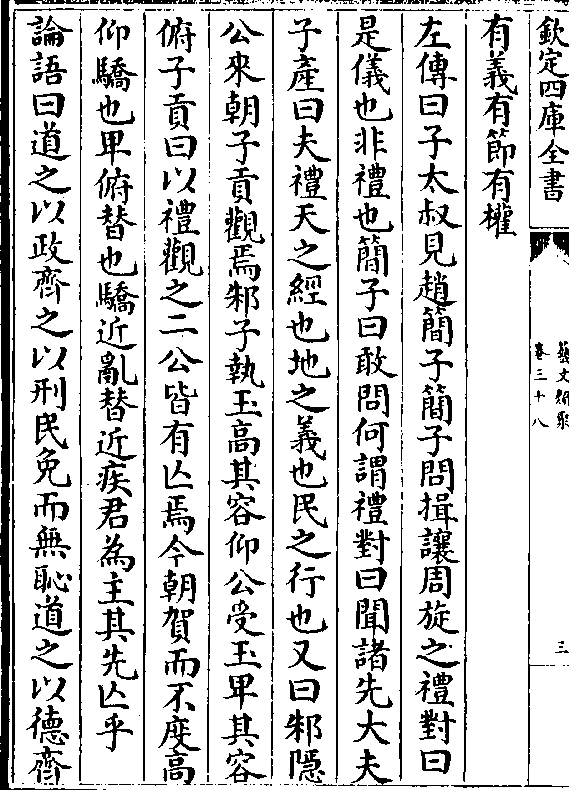 欽定四庫全書
藝文類聚
卷三十八
三
有義有節有權
左傳曰子太叔見趙簡子簡子問揖讓周旋之禮對曰
是儀也非禮也簡子曰敢問何謂禮對曰聞諸先大夫
子產曰夫禮天之經也地之義也民之行也又曰邾隱
公來朝子貢觀焉邾子執玉高其容仰公受玉卑其容
俯子貢曰以禮觀之二公皆有亾焉今朝賀而不度高
仰驕也卑俯替也驕近亂替近疾君為主其先亾乎
論語曰道之以政齊之以刑民免而無恥道之以德齊